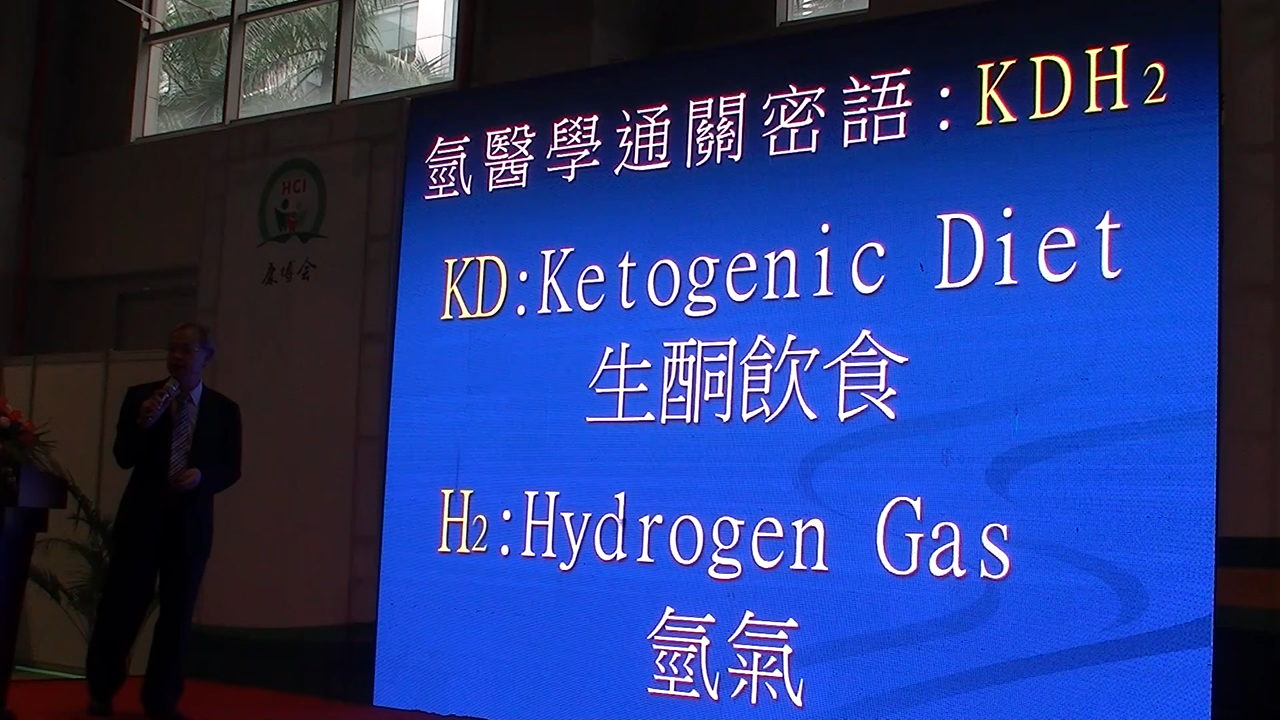 HCI
康博会
氫醫學通關密語:KDH₂
KD:Ketogenic Diet
生酮飲食
H₂:Hydrogen Gas
氫氣